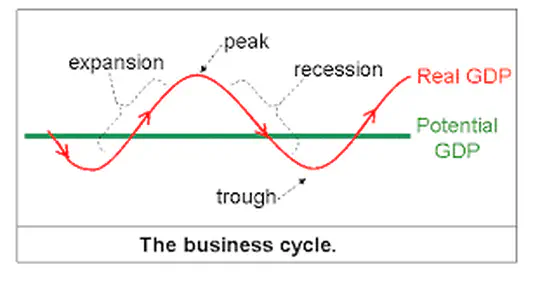 peak
expansion
recession
Real GDP
Potential
GDP
trough
The business cycle.